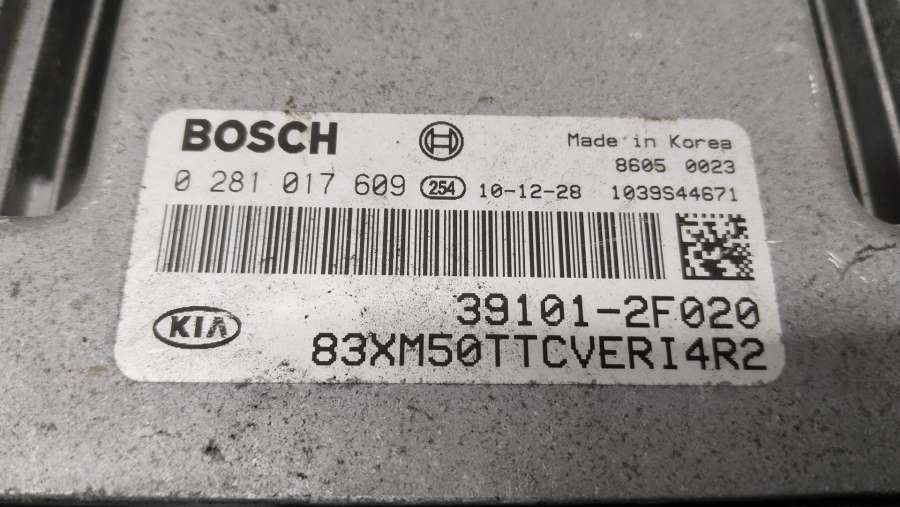 BOSCH
Made in Korea
8605 0023
0 281 017 609 254 10-12-28 1039S44671
39101-2F020
KIA
83XM50TTCVERI4R2